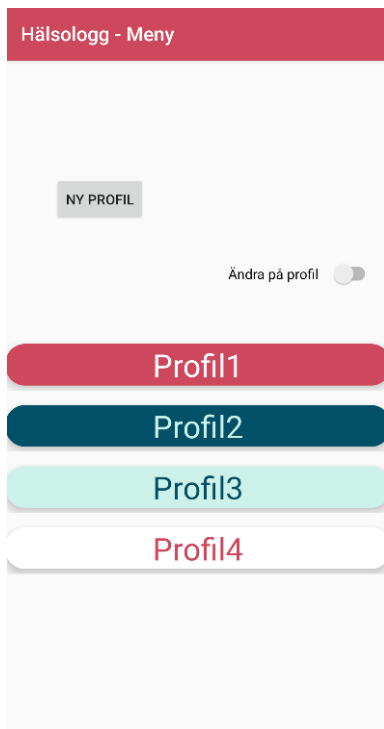 Hälsologg - Meny
NY PROFIL
Ändra på profil
Profil1
Profil2
Profil3
Profil4